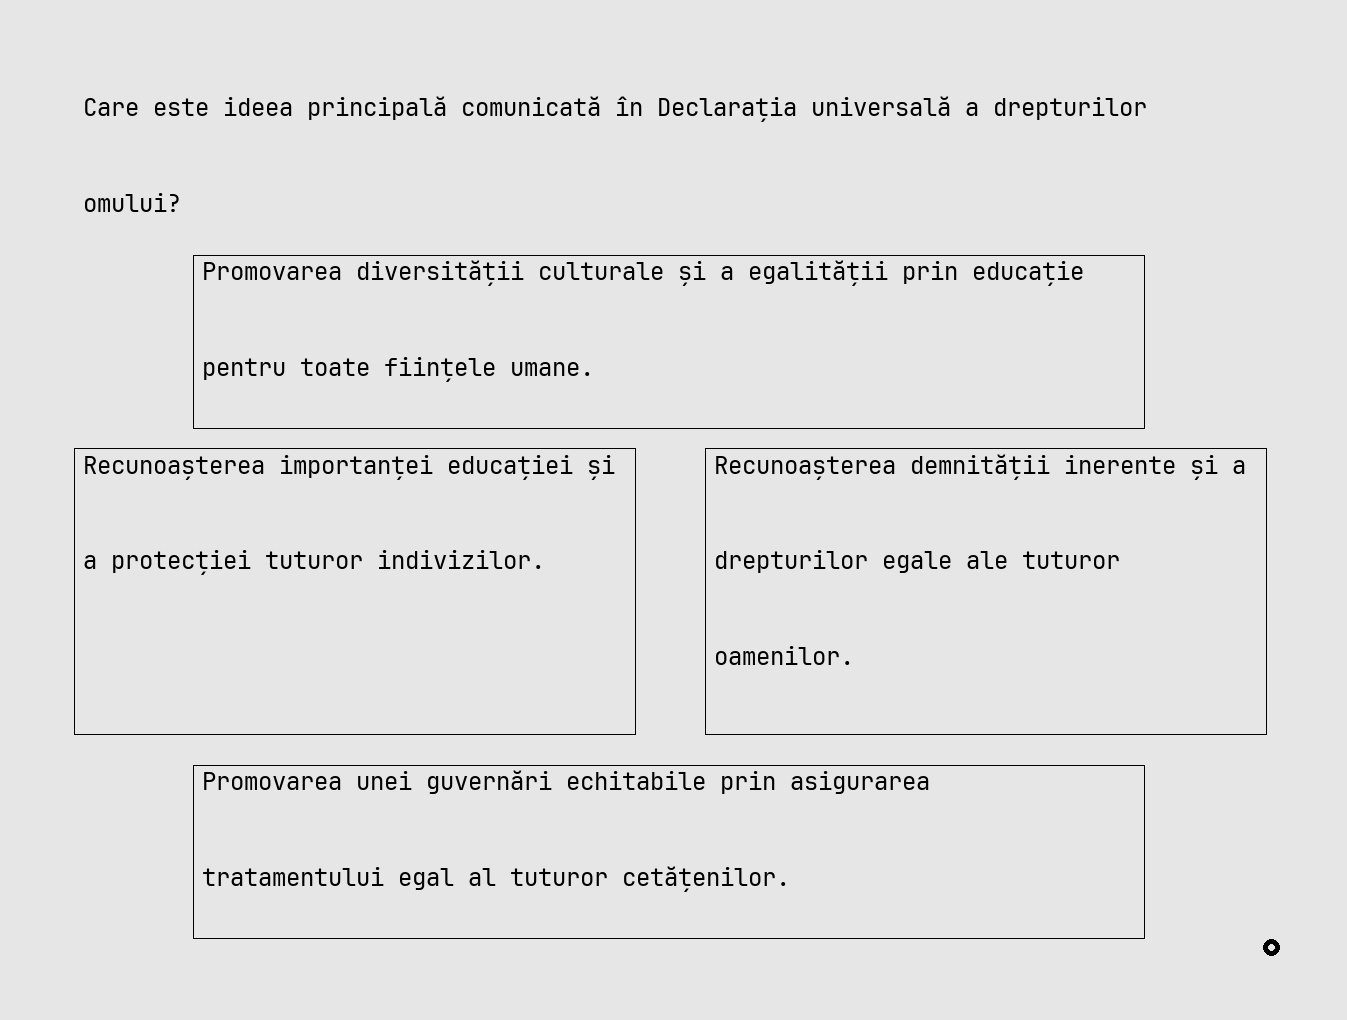 Care este ideea principală comunicată în Declarația universală a drepturilor
omului?
Promovarea diversității culturale și a egalității prin educație
pentru toate ființele umane.
Recunoașterea importanței educației și
a protecției tuturor indivizilor.
Recunoașterea demnității inerente și a
drepturilor egale ale tuturor
oamenilor.
Promovarea unei guvernări echitabile prin asigurarea
tratamentului egal al tuturor cetățenilor.